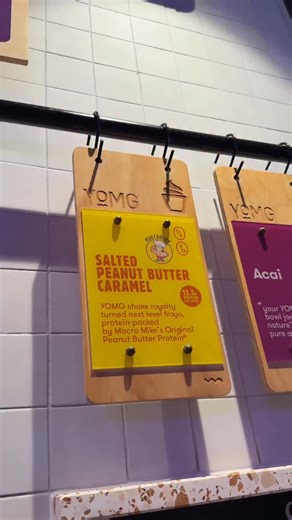 YOMG
SALTED
PEANUT BUTTER
CARAMEL
YOMG shake royalty
turned next level froyo,
protein-packed
by Macro Mike's Original
Peanut Butter Protein*
YOMG
Acai
"your YOMG
bowl
nature
pure a